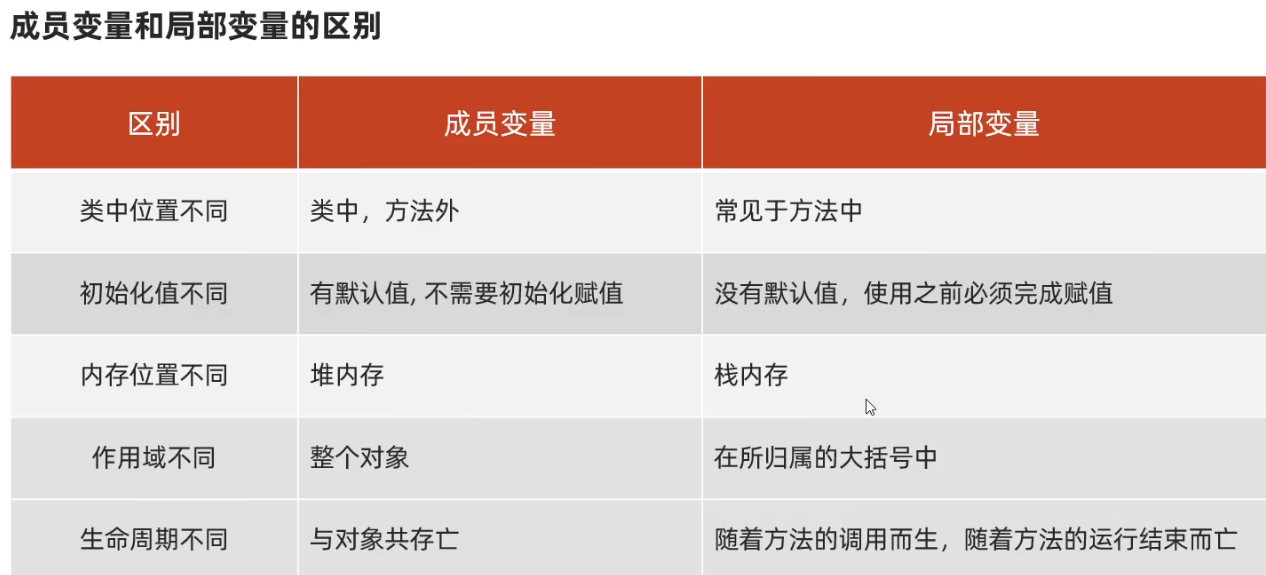 成员变量和局部变量的区别
区别 成员变量 局部变量
类中位置不同 类中，方法外 常见于方法中
初始化值不同 有默认值, 不需要初始化赋值 没有默认值，使用之前必须完成赋值
内存位置不同 堆内存 栈内存
作用域不同 整个对象 在所归属的大括号中
生命周期不同 与对象共存亡 随着方法的调用而生，随着方法的运行结束而亡